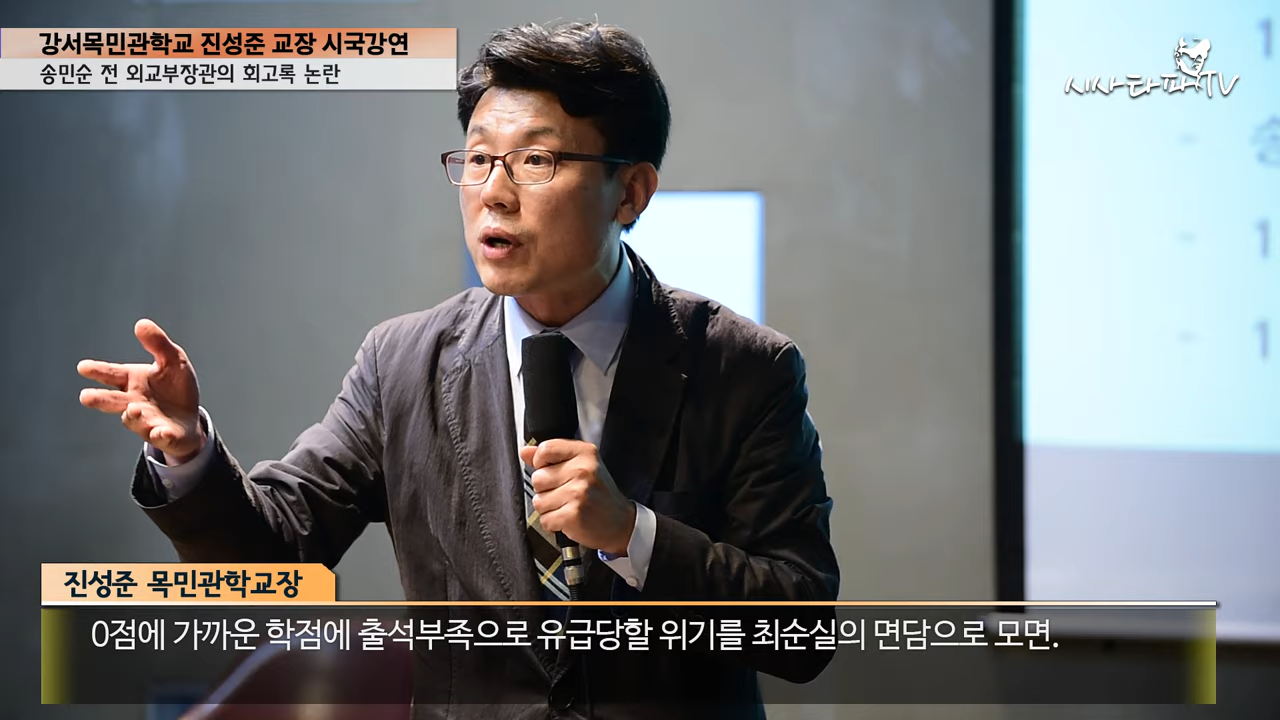 강서목민관학교 진성준 교장 시국강연
송민순 전 외교부장관의 회고록 논란
시사타파TV
1
- 송
- 1
- 1
진성준 목민관학교장
0점에 가까운 학점에 출석부족으로 유급당할 위기를 최순실의 면담으로 모면.